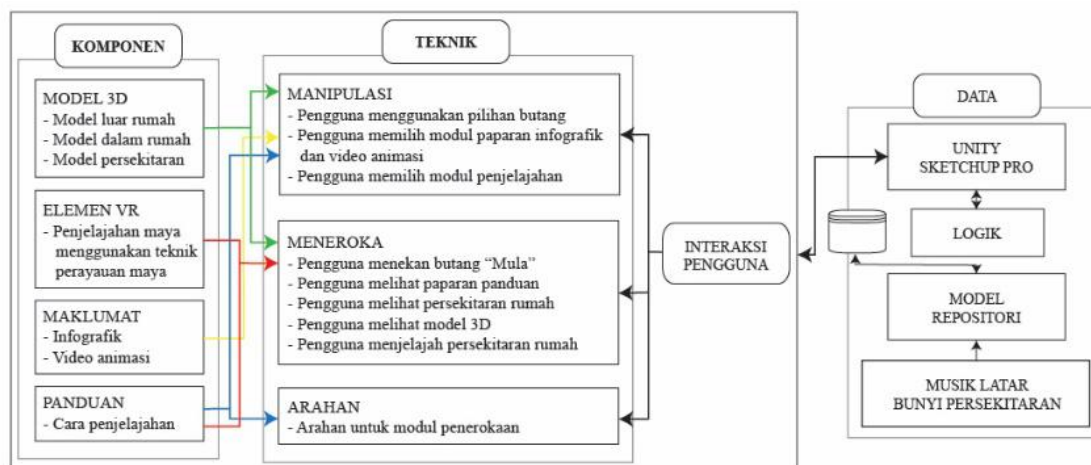 KOMPONEN
MODEL 3D
- Model luar rumah
- Model dalam rumah
- Model persekitaran
ELEMEN VR
- Penjelajahan maya
menggunakan teknik
perayauan maya
MAKLUMAT
- Infografik
- Video animasi
PANDUAN
- Cara penjelajahan
TEKNIK
MANIPULASI
- Pengguna menggunakan pilihan butang
- Pengguna memilih modul paparan infografik
dan video animasi
- Pengguna memilih modul penjelajahan
MENEROKA
- Pengguna menekan butang “Mula”
- Pengguna melihat paparan panduan
- Pengguna melihat persekitaran rumah
- Pengguna melihat model 3D
- Pengguna menjelajah persekitaran rumah
ARAHAN
- Arahan untuk modul penerokaan
INTERAKSI
PENGGUNA
DATA
UNITY
SKETCHUP PRO
LOGIK
MODEL
REPOSITORI
MUSIK LATAR
BUNYI PERSEKITARAN